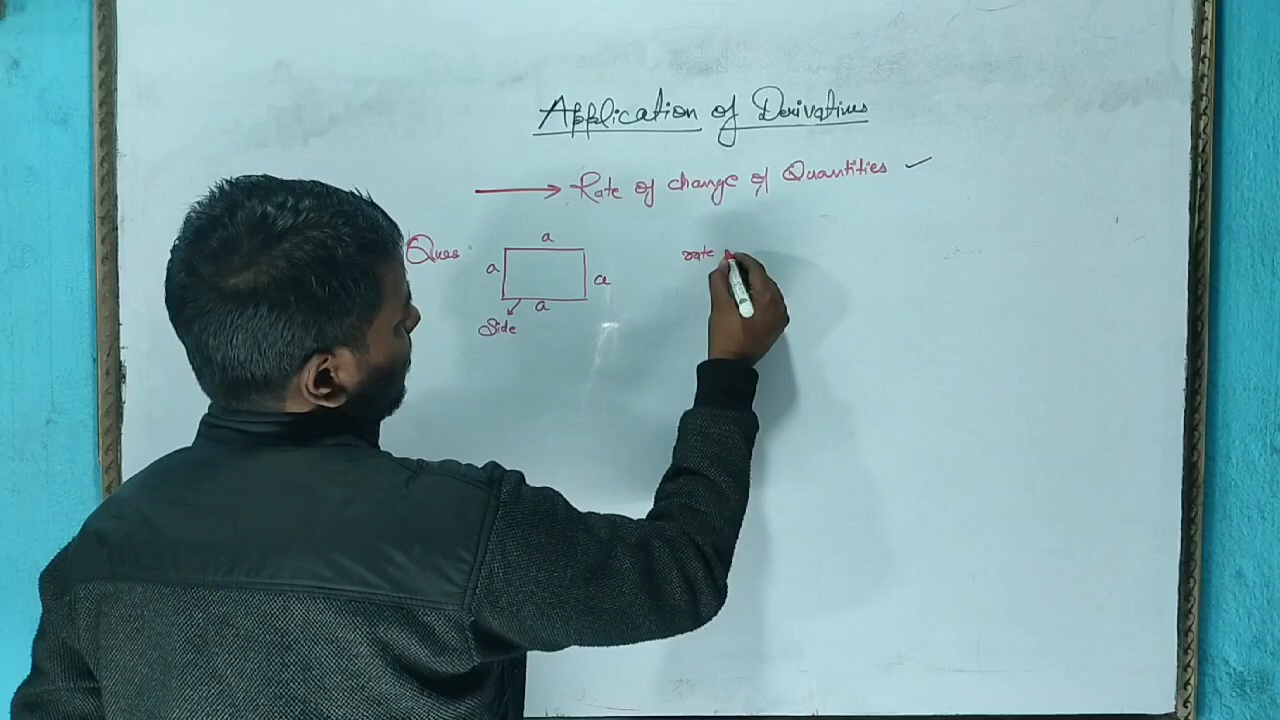 Application of Derivatives
Rate of change of Quantities
Ques.
a
a
a
a
Side
rate